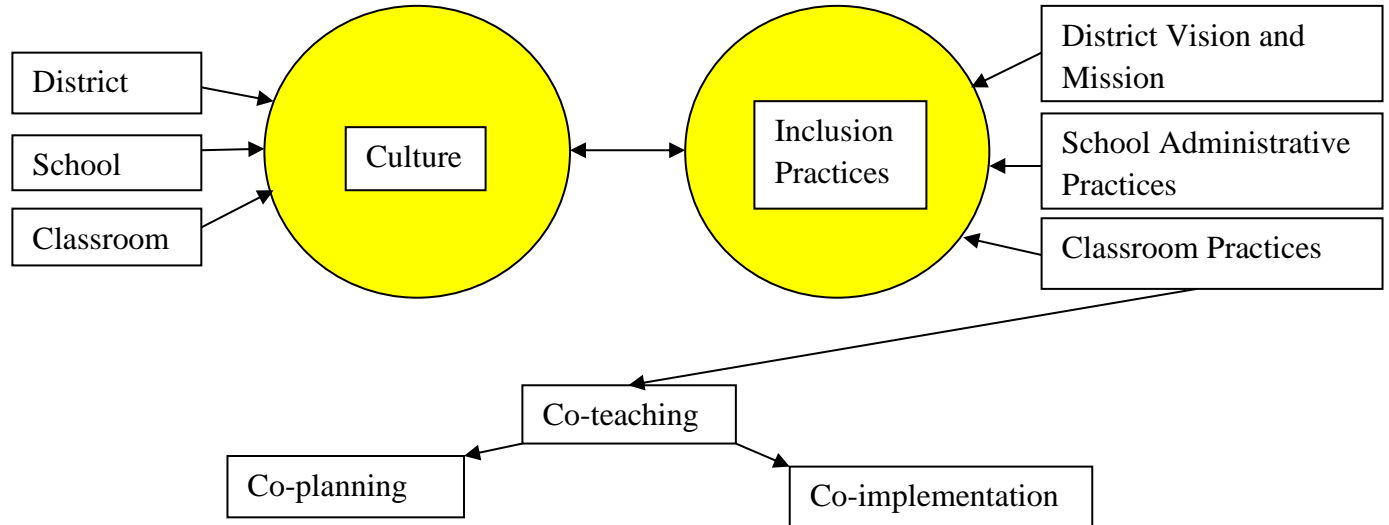 District
School
Classroom
Culture
Inclusion
Practices
District Vision and
Mission
School Administrative
Practices
Classroom Practices
Co-teaching
Co-planning
Co-implementation